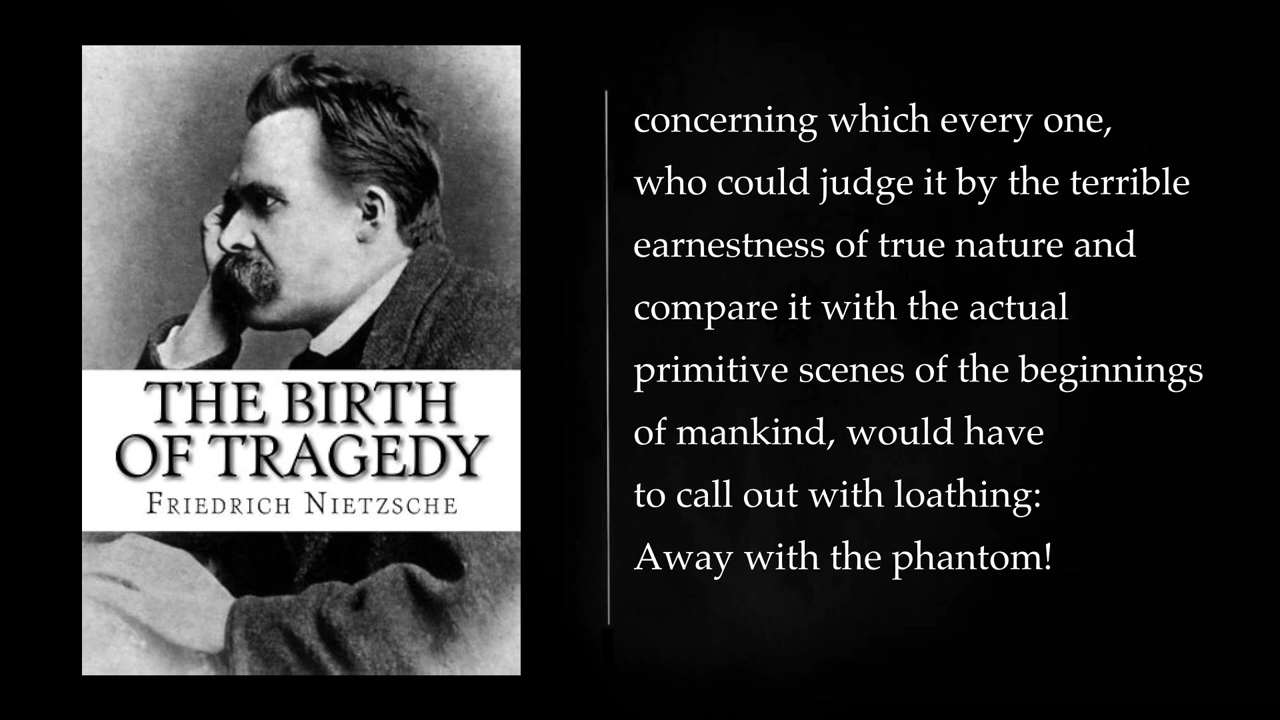 THE BIRTH
OF TRAGEDY
Friedrich Nietzsche
concerning which every one,
who could judge it by the terrible
earnestness of true nature and
compare it with the actual
primitive scenes of the beginnings
of mankind, would have
to call out with loathing:
Away with the phantom!